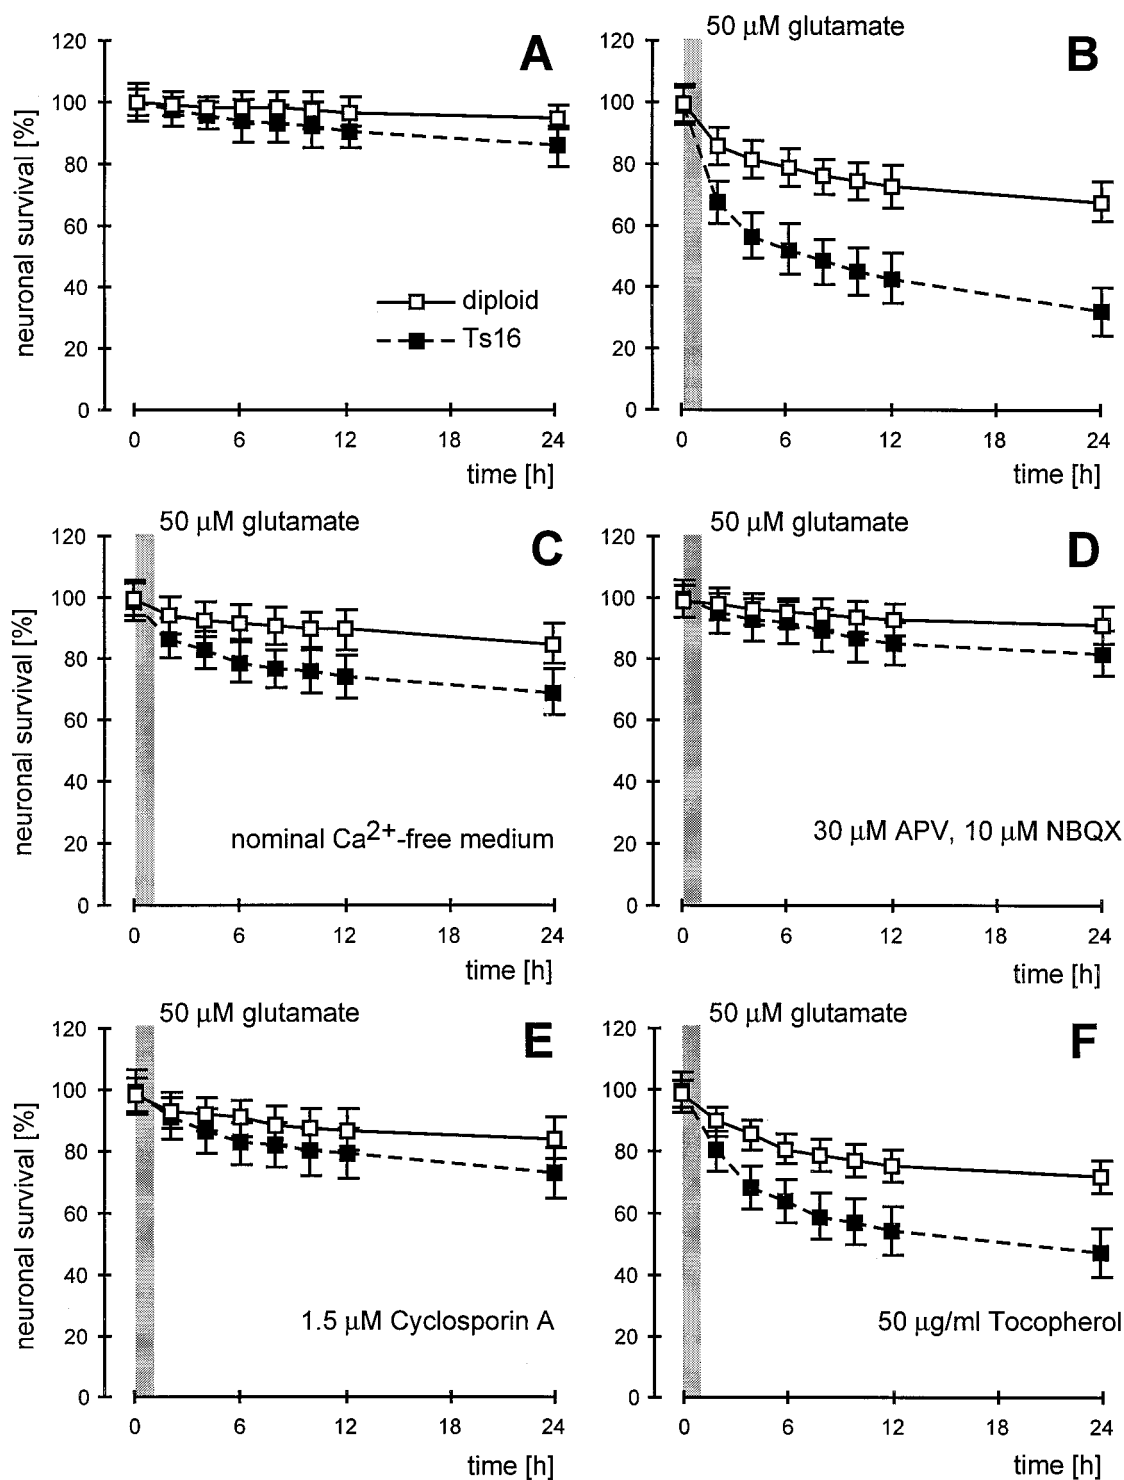 A
120
100
80
60
40
20
0
neuronal survival [%]
diploid
Ts16
0 6 12 18 24
time [h]
50 µM glutamate
B
120
100
80
60
40
20
0
0 6 12 18 24
time [h]
50 µM glutamate
C
120
100
80
60
40
20
0
neuronal survival [%]
nominal Ca2+-free medium
0 6 12 18 24
time [h]
50 µM glutamate
D
120
100
80
60
40
20
0
30 µM APV, 10 µM NBQX
0 6 12 18 24
time [h]
50 µM glutamate
E
120
100
80
60
40
20
0
neuronal survival [%]
1.5 µM Cyclosporin A
0 6 12 18 24
time [h]
50 µM glutamate
F
120
100
80
60
40
20
0
50 µg/ml Tocopherol
0 6 12 18 24
time [h]